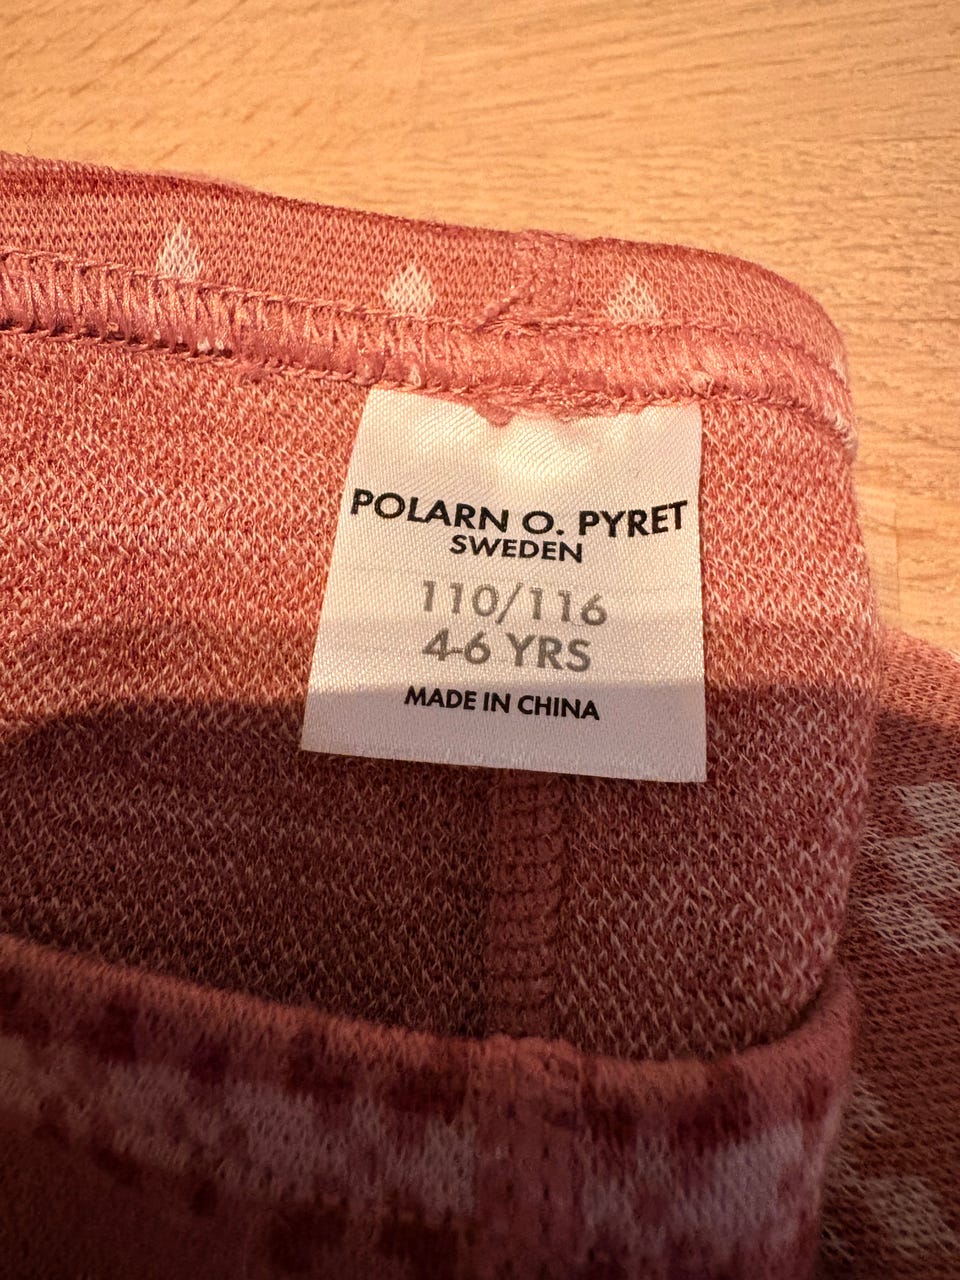 POLARN O. PYRET
SWEDEN
110/116
4-6 YRS
MADE IN CHINA